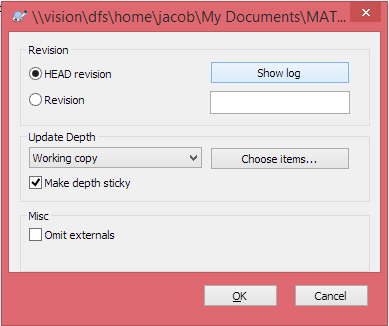 \\vision\dfs\home\jacob\My Documents\MAT...
Revision
HEAD revision
Show log
Revision
Update Depth
Working copy
Choose items...
Make depth sticky
Misc
Omit externals
OK
Cancel